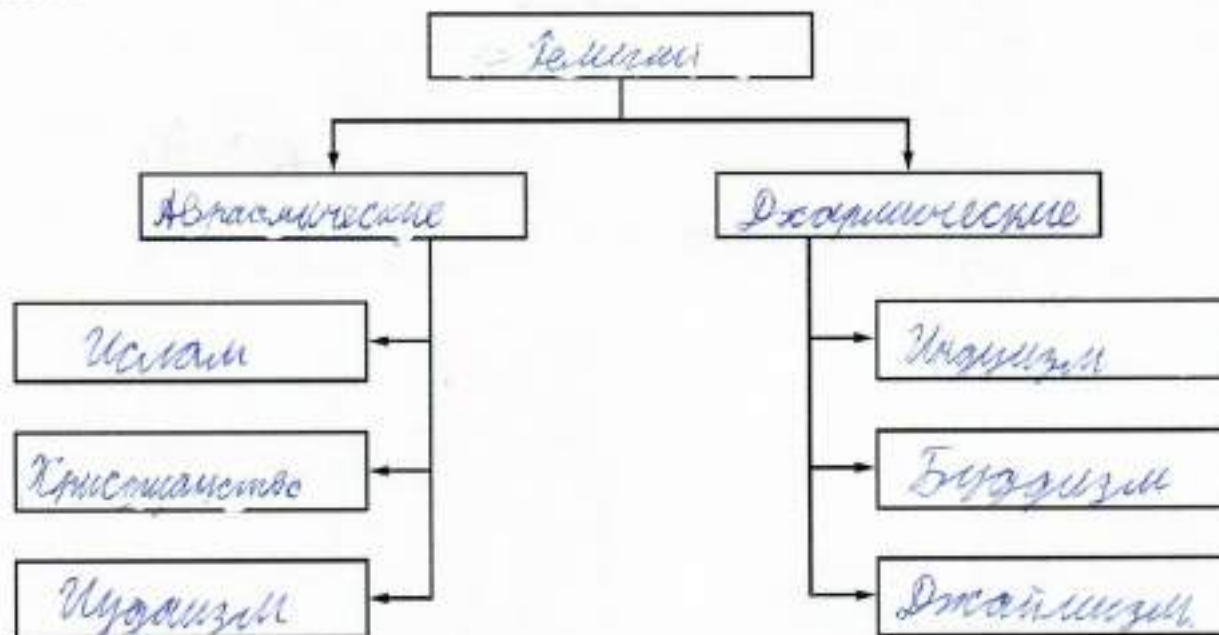 Религии
Авраамические
Дхармические
Ислам
Индуизм
Христианство
Буддизм
Иудаизм
Джайнизм.